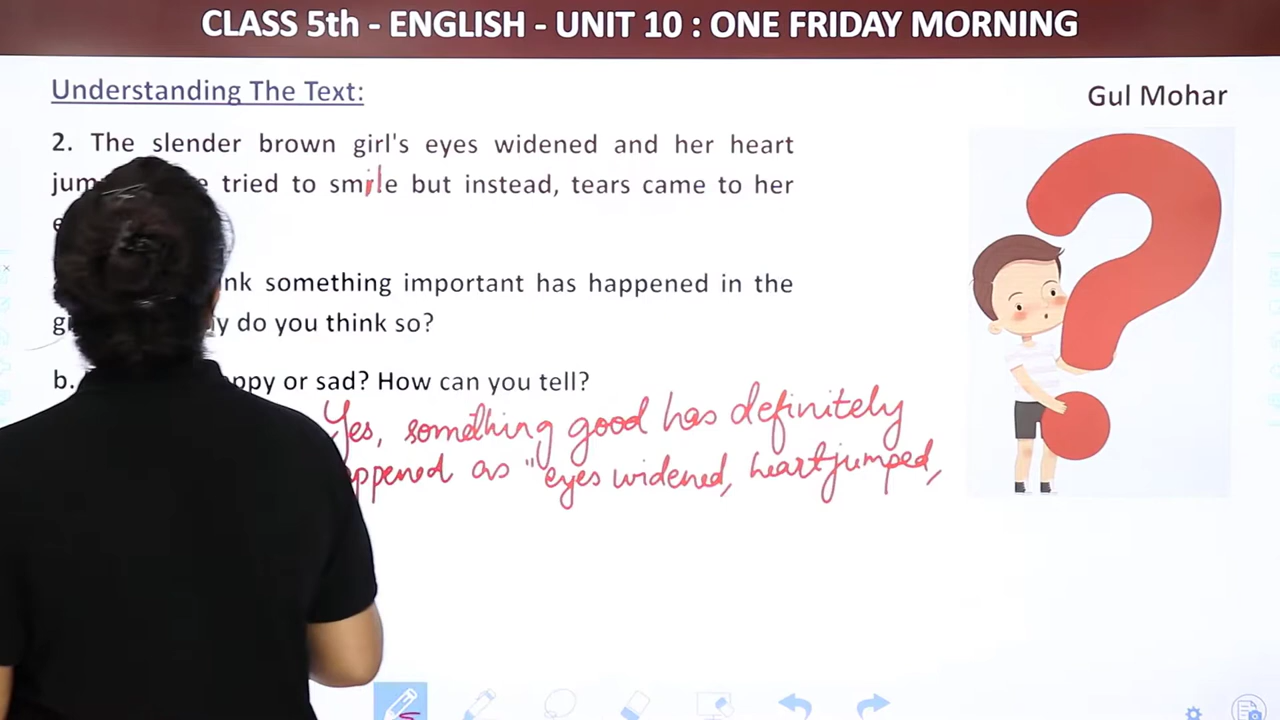 CLASS 5th - ENGLISH - UNIT 10 : ONE FRIDAY MORNING
Understanding The Text:
Gul Mohar
2. The slender brown girl's eyes widened and her heart
tried to smile but instead, tears came to her
something important has happened in the
do you think so?
b. or sad? How can you tell?
Yes, something good has definitely
as "eyes widened, heart jumped,